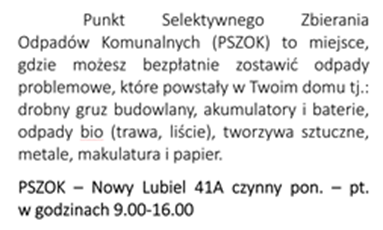 Punkt Selektywnego Zbierania
Odpadów Komunalnych (PSZOK) to miejsce,
gdzie możesz bezpłatnie zostawić odpady
problemowe, które powstały w Twoim domu tj.:
drobny gruz budowlany, akumulatory i baterie,
odpady bio (trawa, liście), tworzywa sztuczne,
metale, makulatura i papier.
PSZOK – Nowy Lubiel 41A czynny pon. – pt.
w godzinach 9.00-16.00